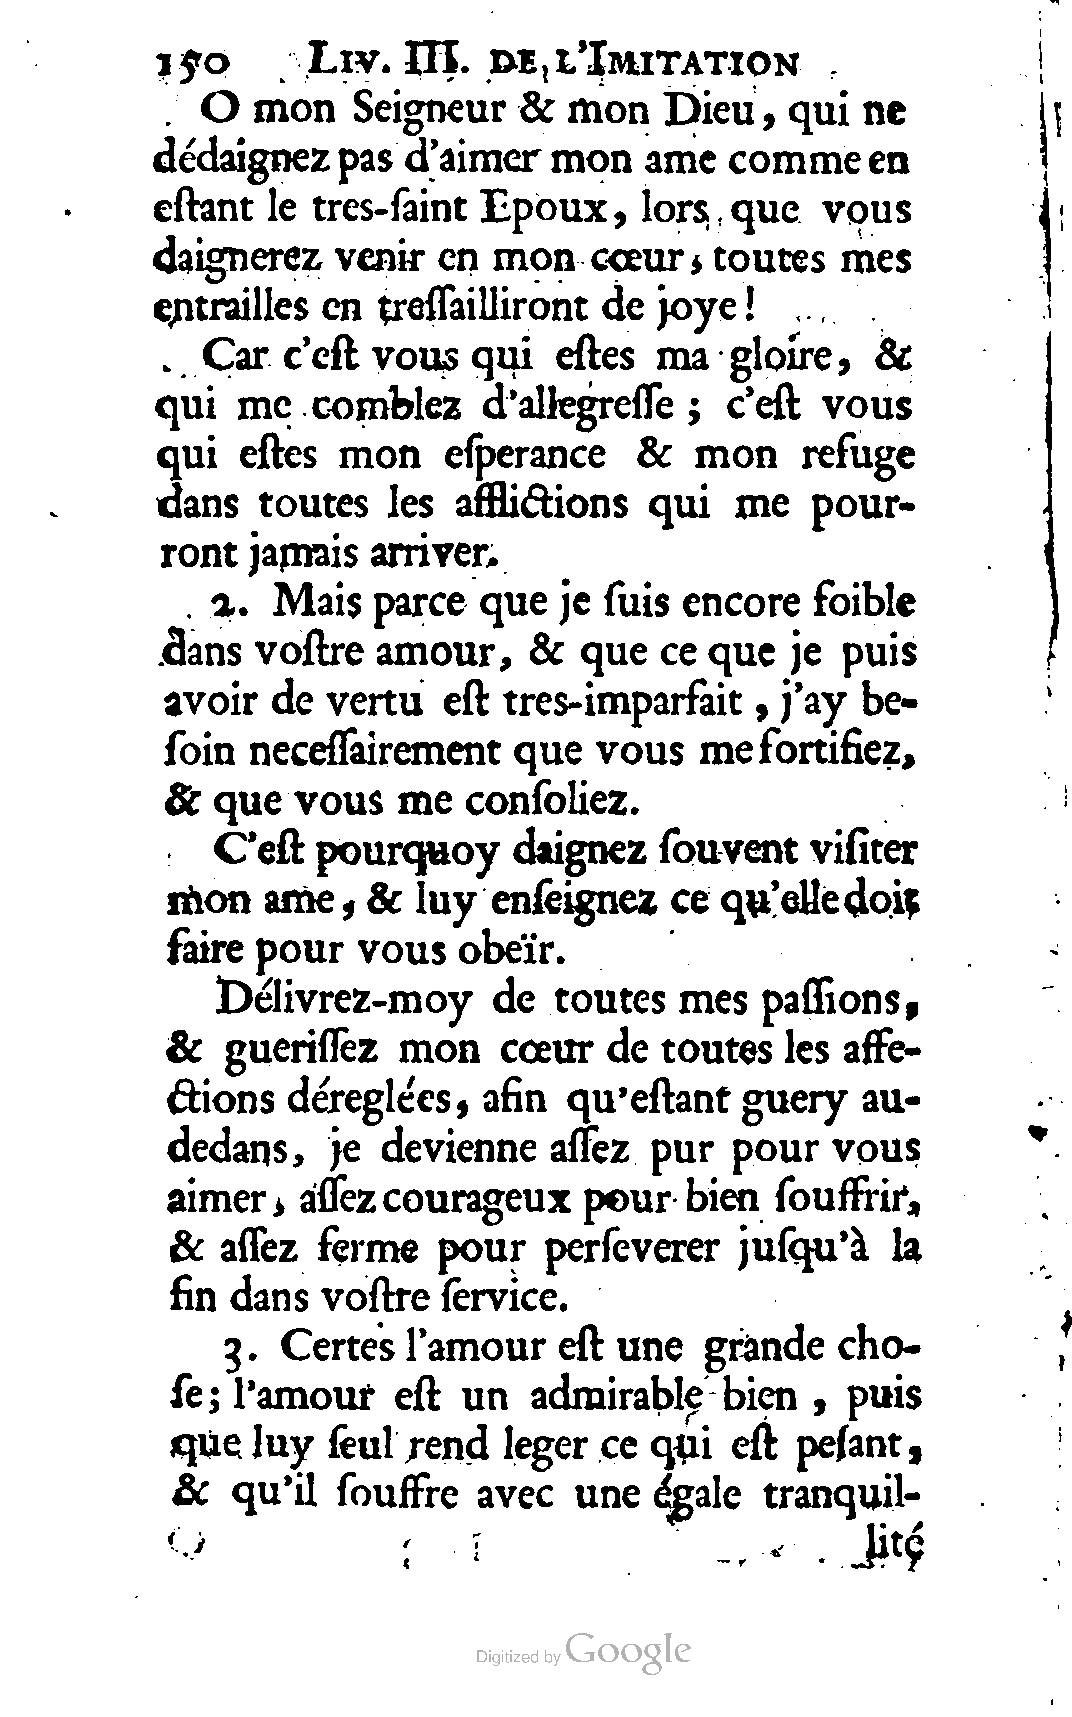 150 LIV. III. DE L'IMITATION
O mon Seigneur & mon Dieu, qui ne
dédaignez pas d'aimer mon ame comme en
eſtant le tres-ſaint Epoux, lors que vous
daignerez venir en mon cœur, toutes mes
entrailles en treſſailliront de joye!
Car c'eſt vous qui eſtes ma gloire, &
qui me comblez d'allegreſſe ; c'eſt vous
qui eſtes mon eſperance & mon refuge
dans toutes les afflictions qui me pour-
ront jamais arriver.
2. Mais parce que je ſuis encore foible
dans voſtre amour, & que ce que je puis
avoir de vertu eſt tres-imparfait, j'ay be-
ſoin neceſſairement que vous me fortifiez,
& que vous me conſoliez.
C'eſt pourquoy daignez ſouvent viſiter
mon ame, & luy enſeignez ce qu'elle doit
faire pour vous obeïr.
Délivrez-moy de toutes mes paſſions,
& gueriſſez mon cœur de toutes les affe-
ctions déreglées, afin qu'eſtant guery au-
dedans, je devienne aſſez pur pour vous
aimer, aſſez courageux pour bien ſouffrir,
& aſſez ferme pour perſeverer juſqu'à la
fin dans voſtre ſervice.
3. Certes l'amour eſt une grande cho-
ſe; l'amour eſt un admirable bien, puis
que luy ſeul rend leger ce qui eſt peſant,
& qu'il ſouffre avec une égale tranquil-
lité
Digitized by Google